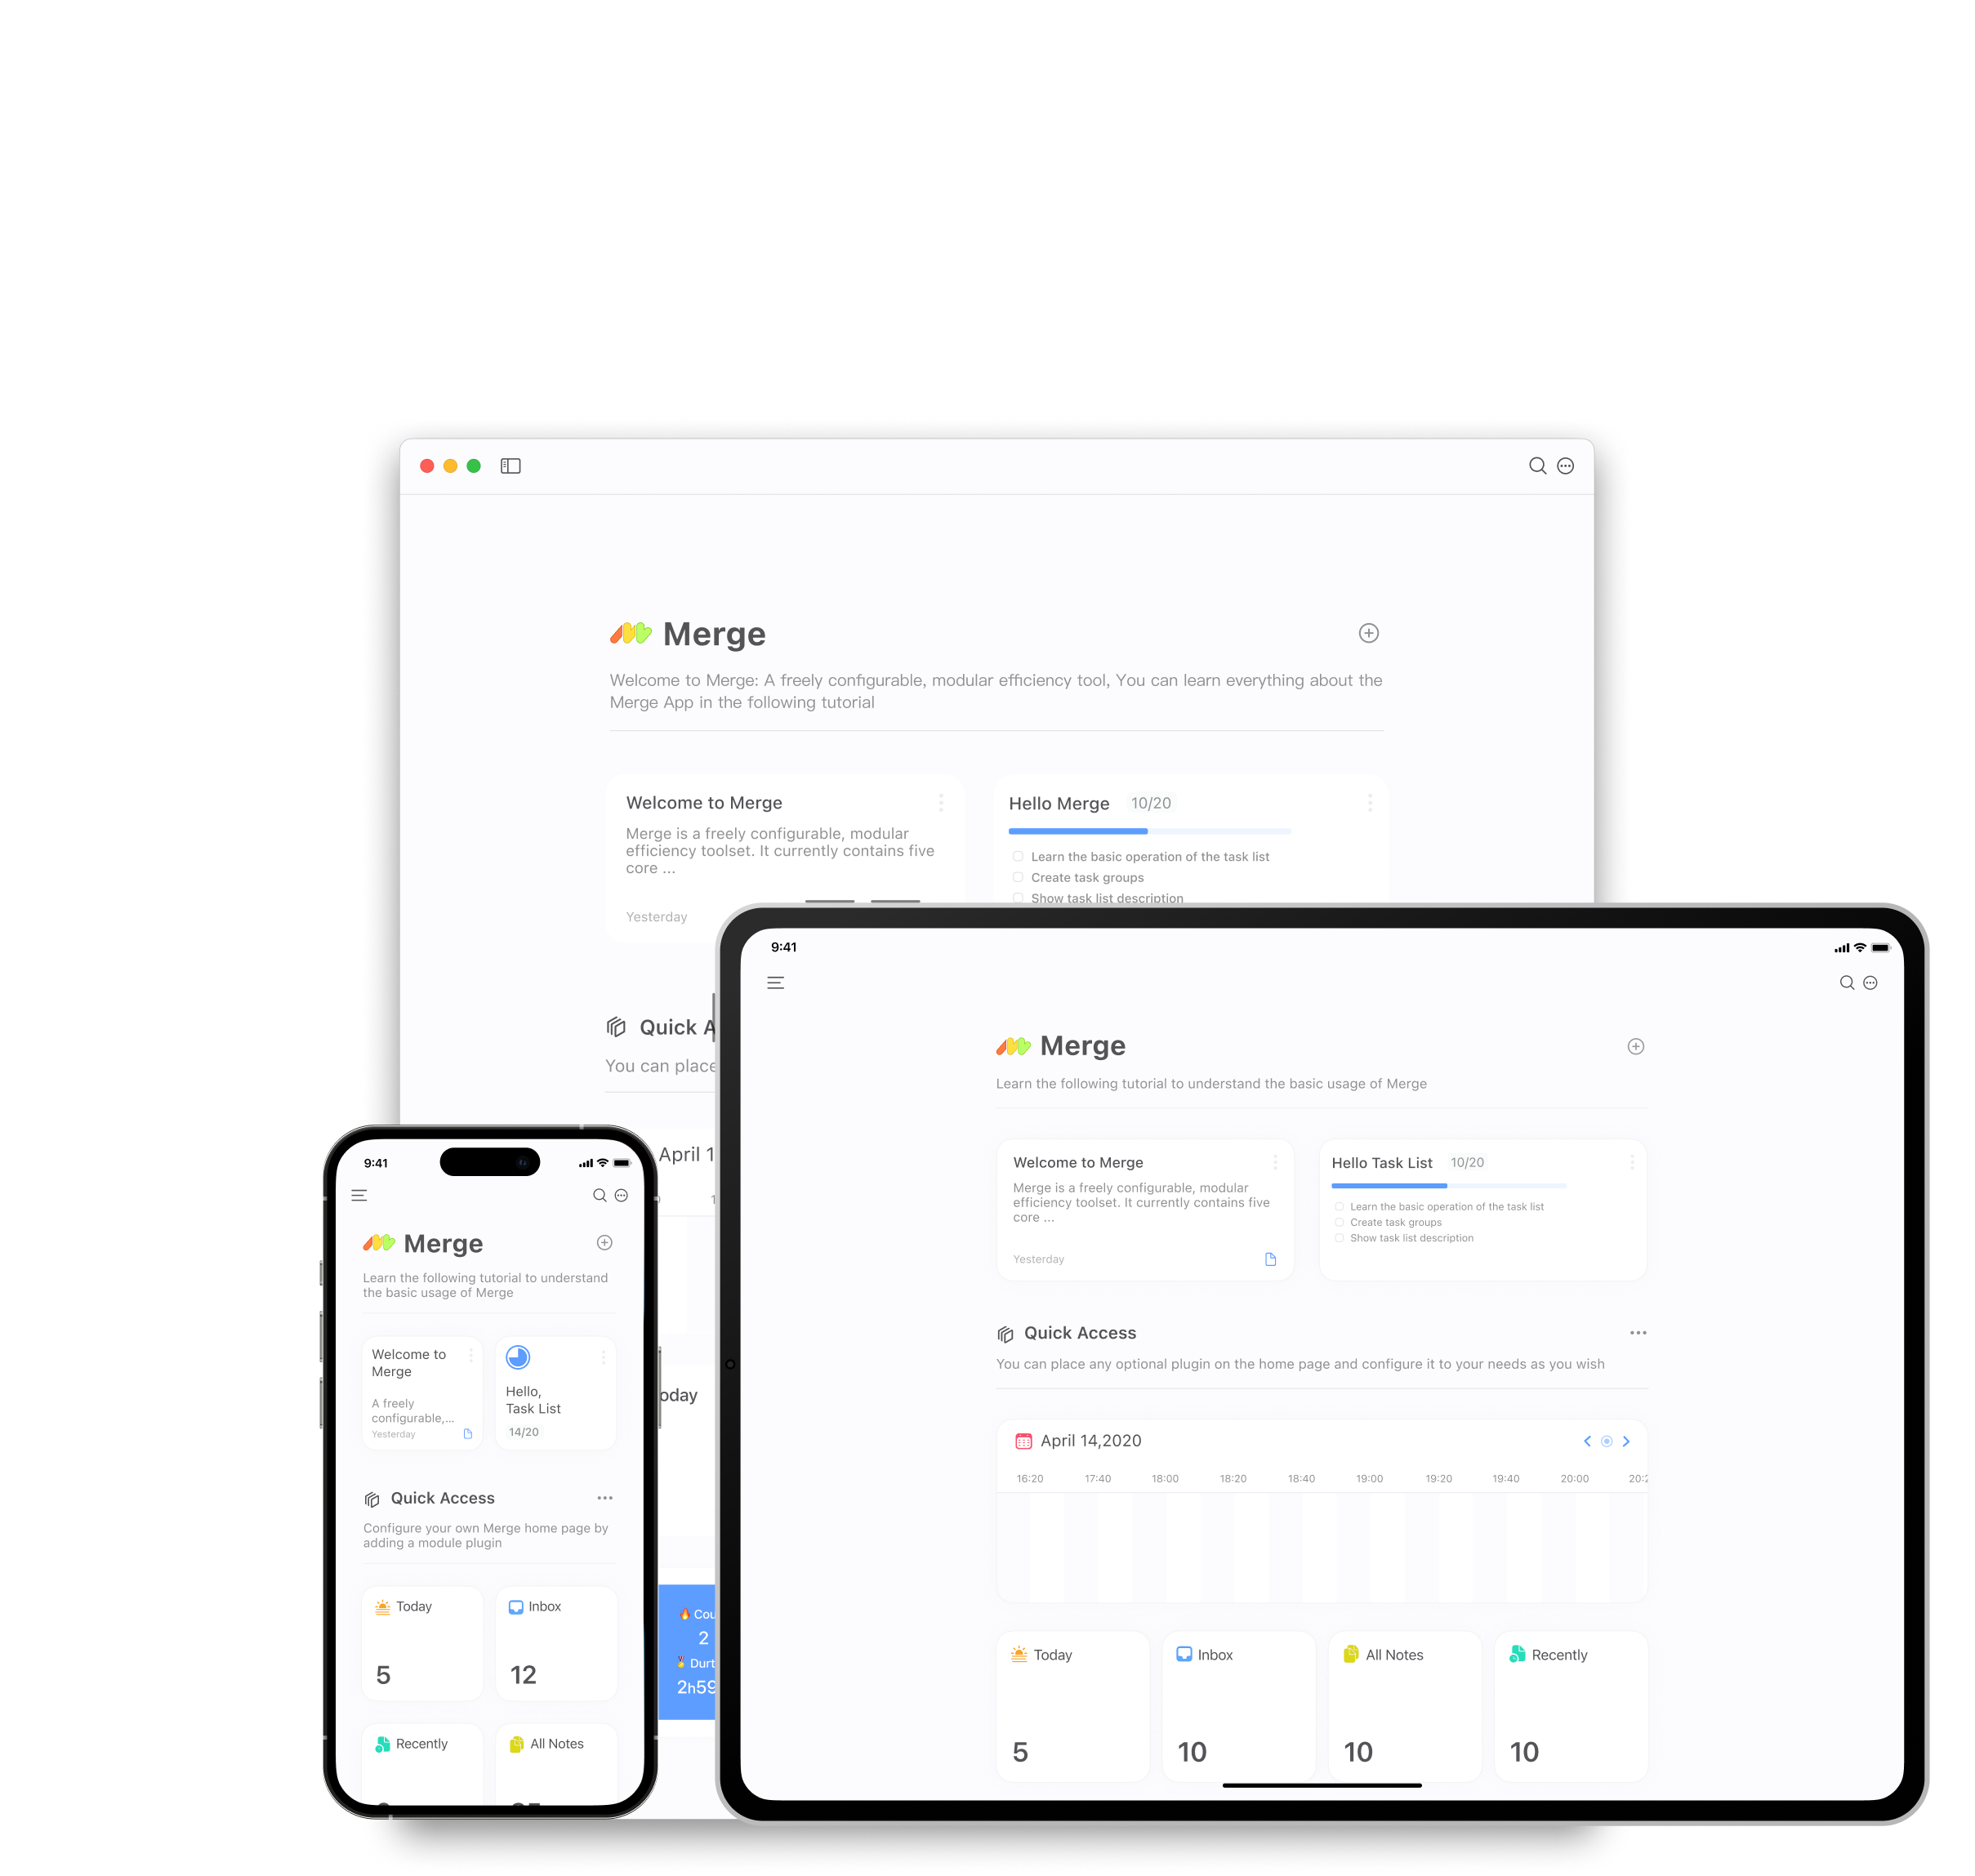 Merge
Welcome to Merge: A freely configurable, modular efficiency tool, You can learn everything about the
Merge App in the following tutorial
Welcome to Merge
Merge is a freely configurable, modular
efficiency toolset. It currently contains five
core ...
Yesterday
Hello Merge 10/20
Learn the basic operation of the task list
Create task groups
Show task list description
Quick A
You can place
April 1
oday
Cou
2
Durt
2h59
9:41
Merge
Learn the following tutorial to understand
the basic usage of Merge
Welcome to
Merge
A freely
configurable,...
Yesterday
Hello,
Task List
14/20
Quick Access
Configure your own Merge home page by
adding a module plugin
Today
5
Inbox
12
Recently
All Notes
9:41
Merge
Learn the following tutorial to understand the basic usage of Merge
Welcome to Merge
Merge is a freely configurable, modular
efficiency toolset. It currently contains five
core ...
Yesterday
Hello Task List 10/20
Learn the basic operation of the task list
Create task groups
Show task list description
Quick Access
You can place any optional plugin on the home page and configure it to your needs as you wish
April 14,2020
16:20 17:40 18:00 18:20 18:40 19:00 19:20 19:40 20:00 20:2
Today
5
Inbox
10
All Notes
10
Recently
10